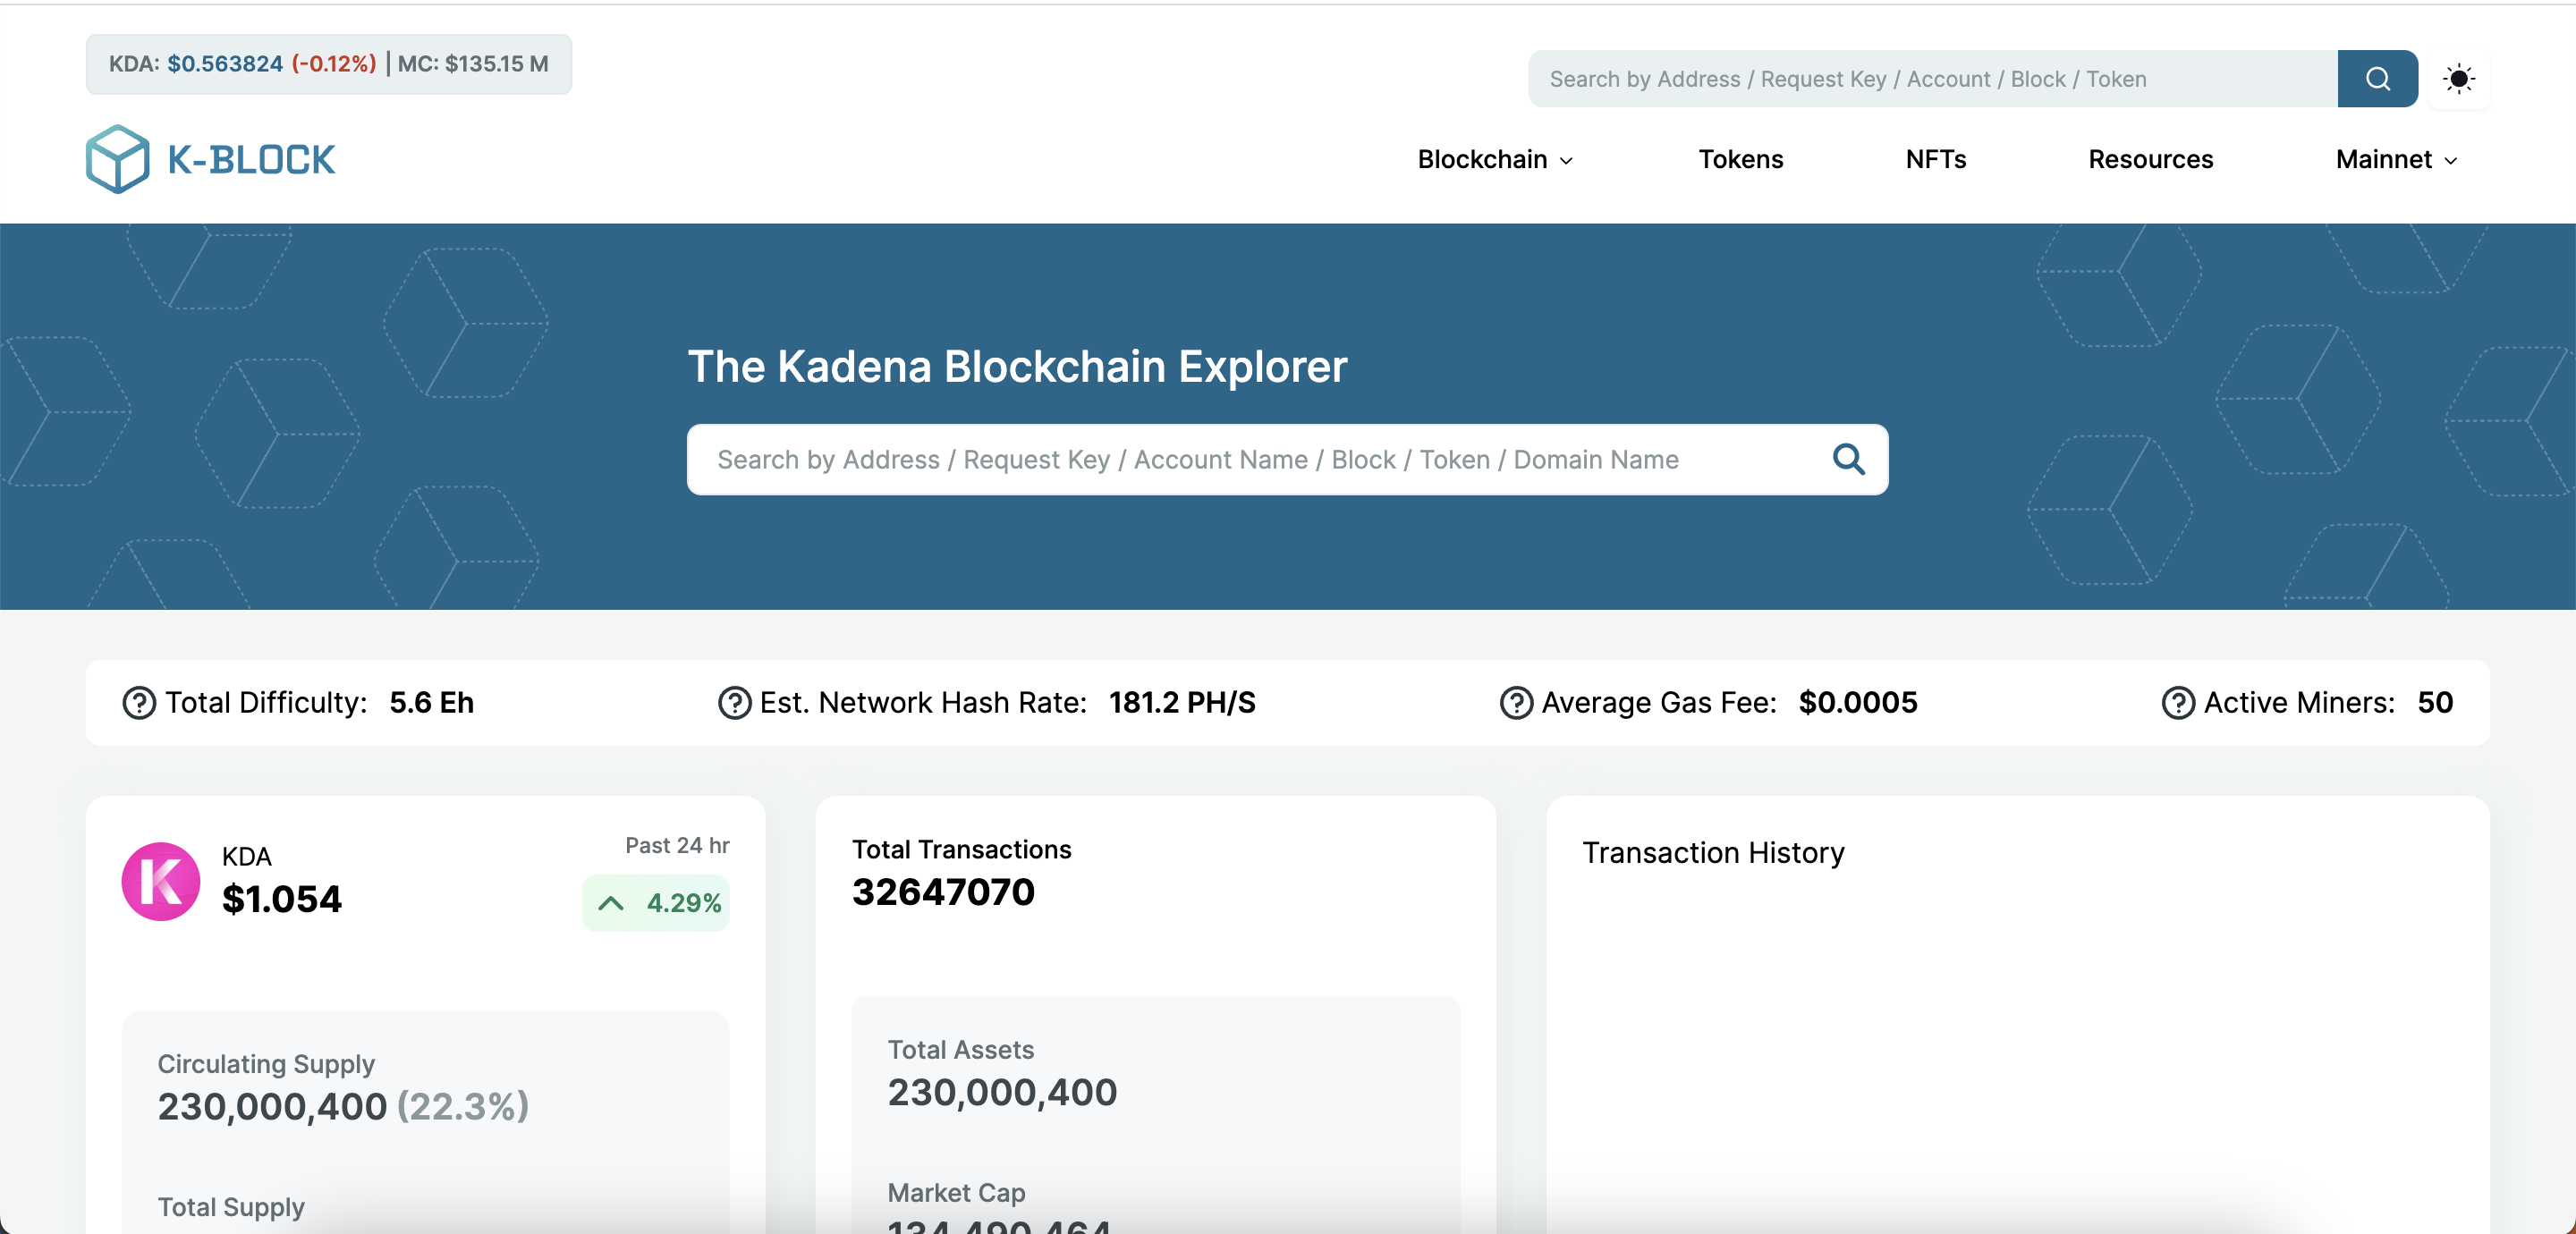 KDA: $0.563824 (-0.12%) | MC: $135.15 M
Search by Address / Request Key / Account / Block / Token
K-BLOCK
Blockchain Tokens NFTs Resources Mainnet
The Kadena Blockchain Explorer
Search by Address / Request Key / Account Name / Block / Token / Domain Name
Total Difficulty: 5.6 Eh Est. Network Hash Rate: 181.2 PH/S Average Gas Fee: $0.0005 Active Miners: 50
KDA
$1.054
Past 24 hr
4.29%
Circulating Supply
230,000,400 (22.3%)
Total Supply
Total Transactions
32647070
Total Assets
230,000,400
Market Cap
134,490,464
Transaction History